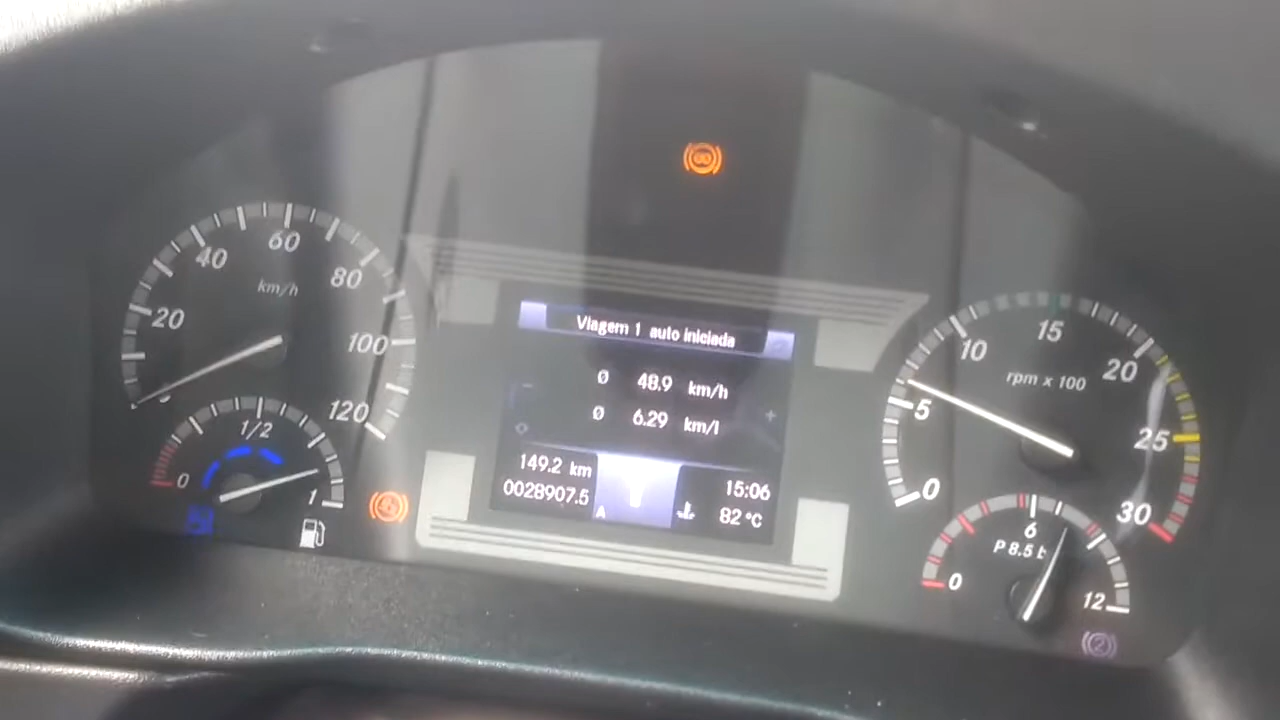 20
40
60
80
100
120
km/h
0
1/2
1
Viagem 1 auto iniciada
Ø 48.9 km/h
Ø 6.29 km/l
149.2 km
0028907.5
A
15:06
82 °C
0
5
10
15
20
25
30
rpm x 100
0
6
12
P 8.5 b
2